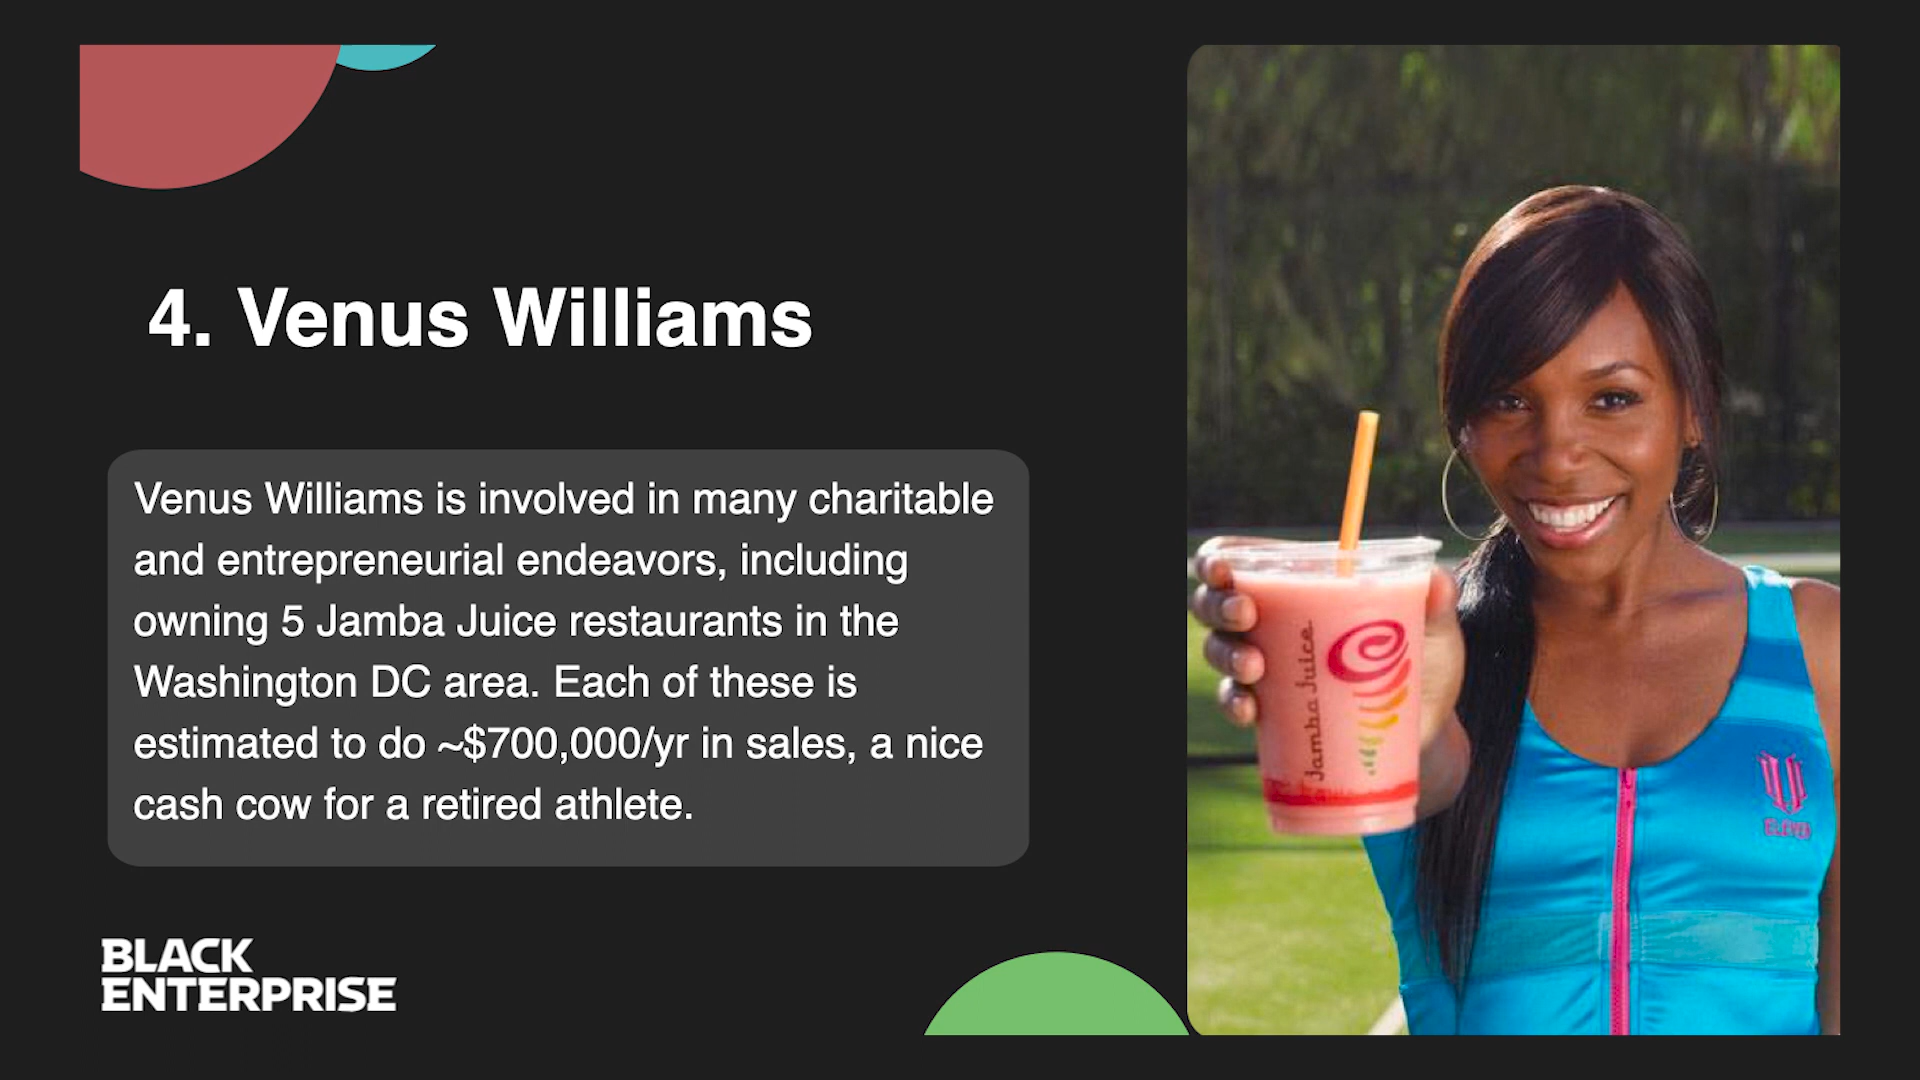 4. Venus Williams
Venus Williams is involved in many charitable
and entrepreneurial endeavors, including
owning 5 Jamba Juice restaurants in the
Washington DC area. Each of these is
estimated to do ~$700,000/yr in sales, a nice
cash cow for a retired athlete.
BLACK
ENTERPRISE
Jamba Juice
ELEVEN